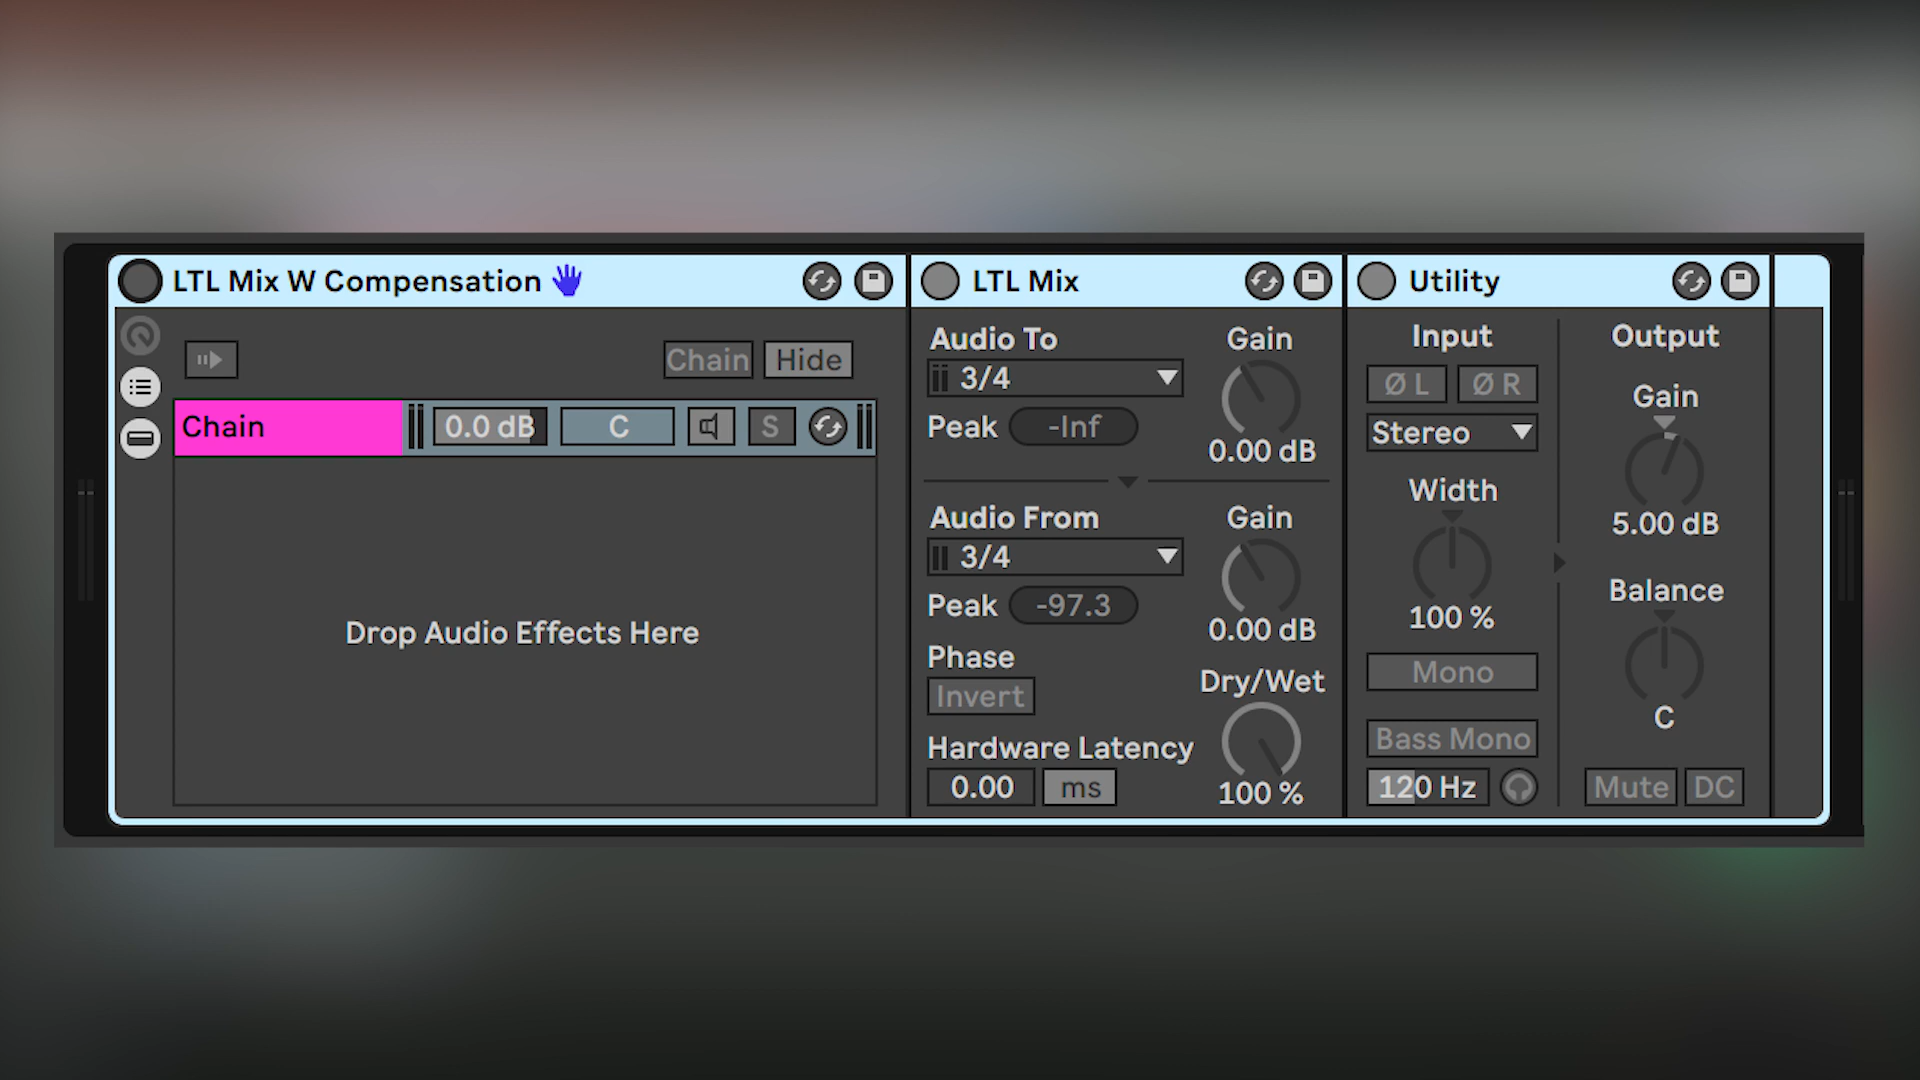 LTL Mix W Compensation
Chain Hide
Chain 0.0 dB C S
Drop Audio Effects Here
LTL Mix
Audio To
3/4
Peak -Inf
Gain
0.00 dB
Audio From
3/4
Peak -97.3
Gain
0.00 dB
Phase
Invert
Dry/Wet
100 %
Hardware Latency
0.00 ms
Utility
Input
Ø L Ø R
Stereo
Width
100 %
Mono
Bass Mono
120 Hz
Output
Gain
5.00 dB
Balance
C
Mute DC